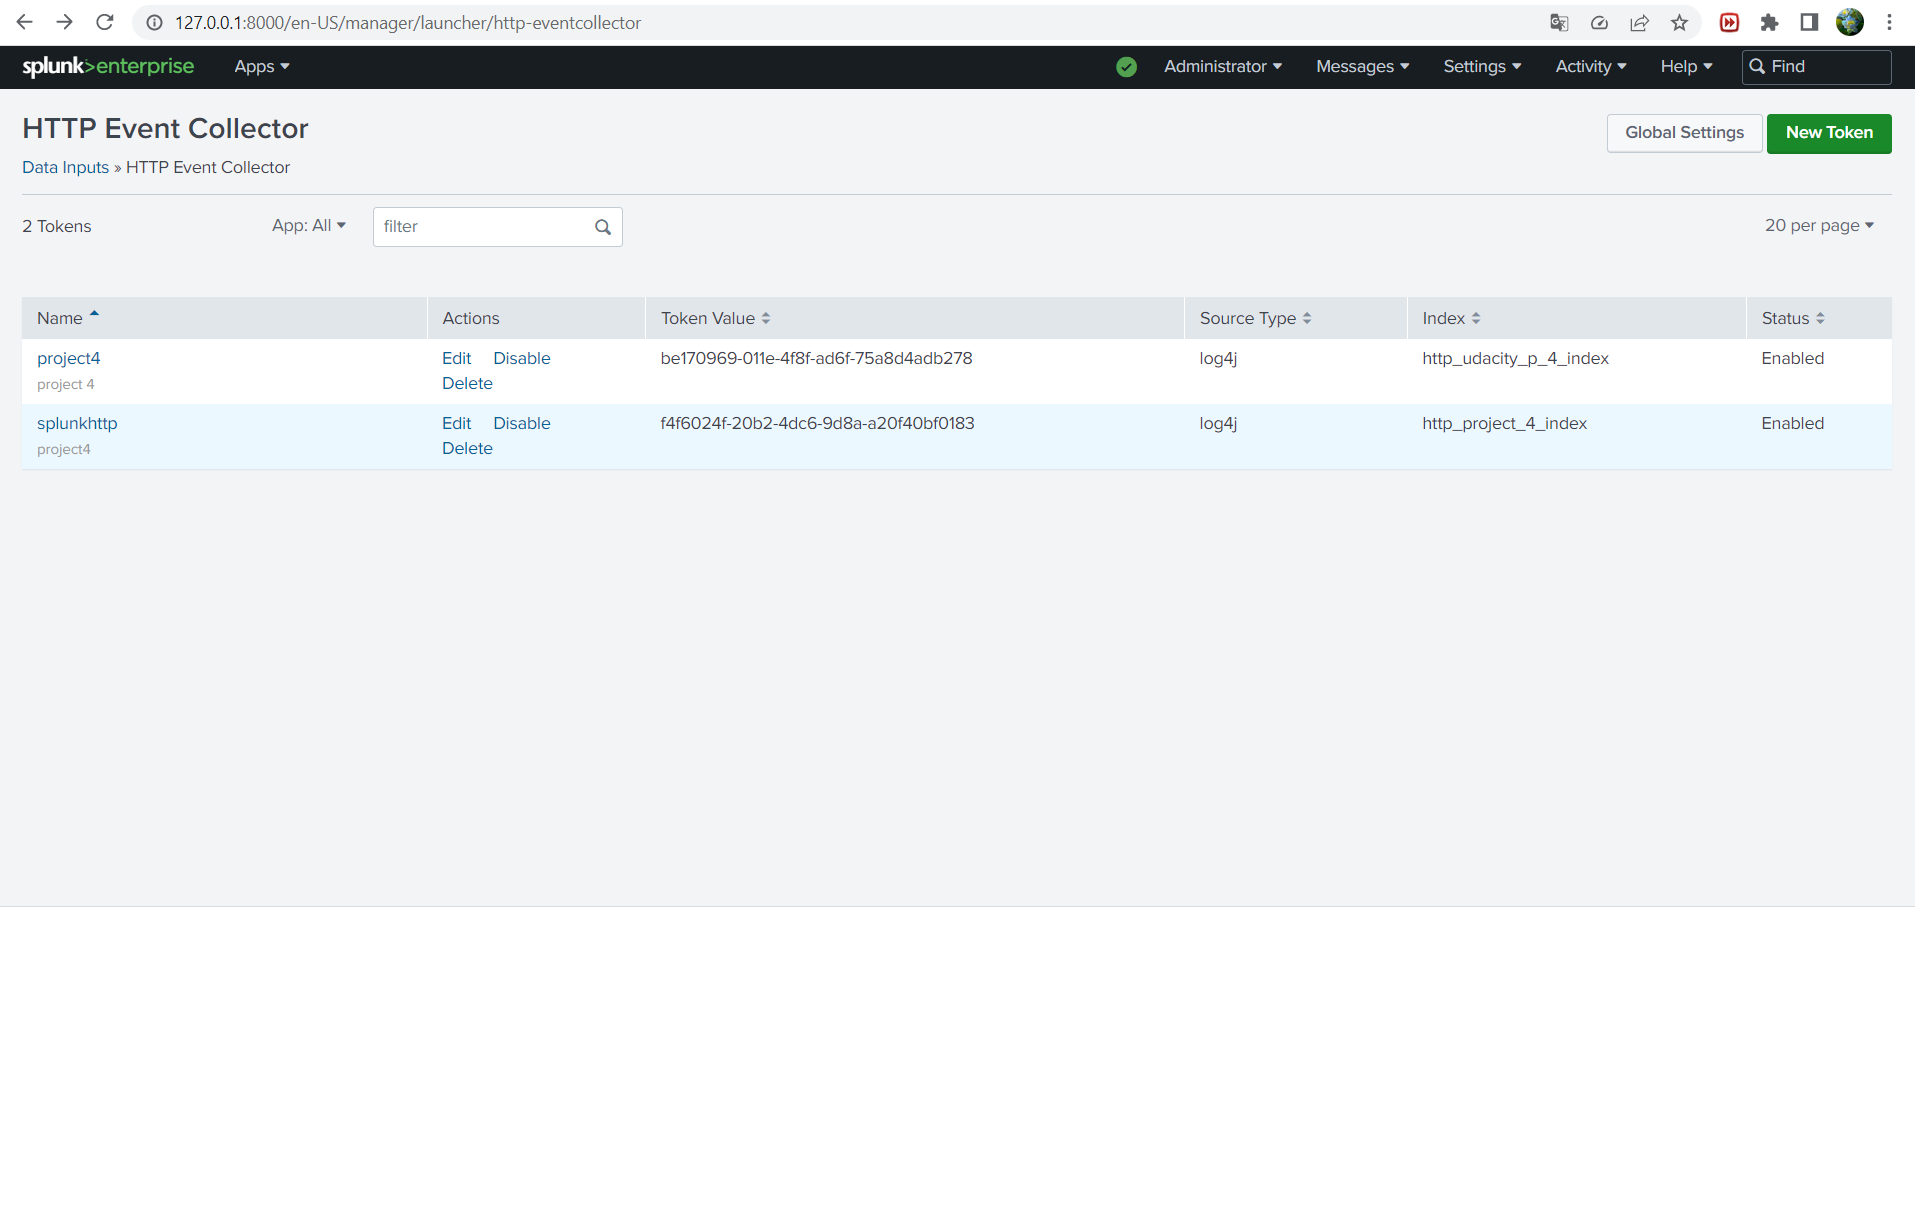 127.0.0.1:8000/en-US/manager/launcher/http-eventcollector
splunk>enterprise Apps Administrator Messages Settings Activity Help Find
HTTP Event Collector
Global Settings New Token
Data Inputs » HTTP Event Collector
2 Tokens App: All filter 20 per page
Name Actions Token Value Source Type Index Status
project4 Edit Disable be170969-011e-4f8f-ad6f-75a8d4adb278 log4j http_udacity_p_4_index Enabled
project 4 Delete
splunkhttp Edit Disable f4f6024f-20b2-4dc6-9d8a-a20f40bf0183 log4j http_project_4_index Enabled
project4 Delete